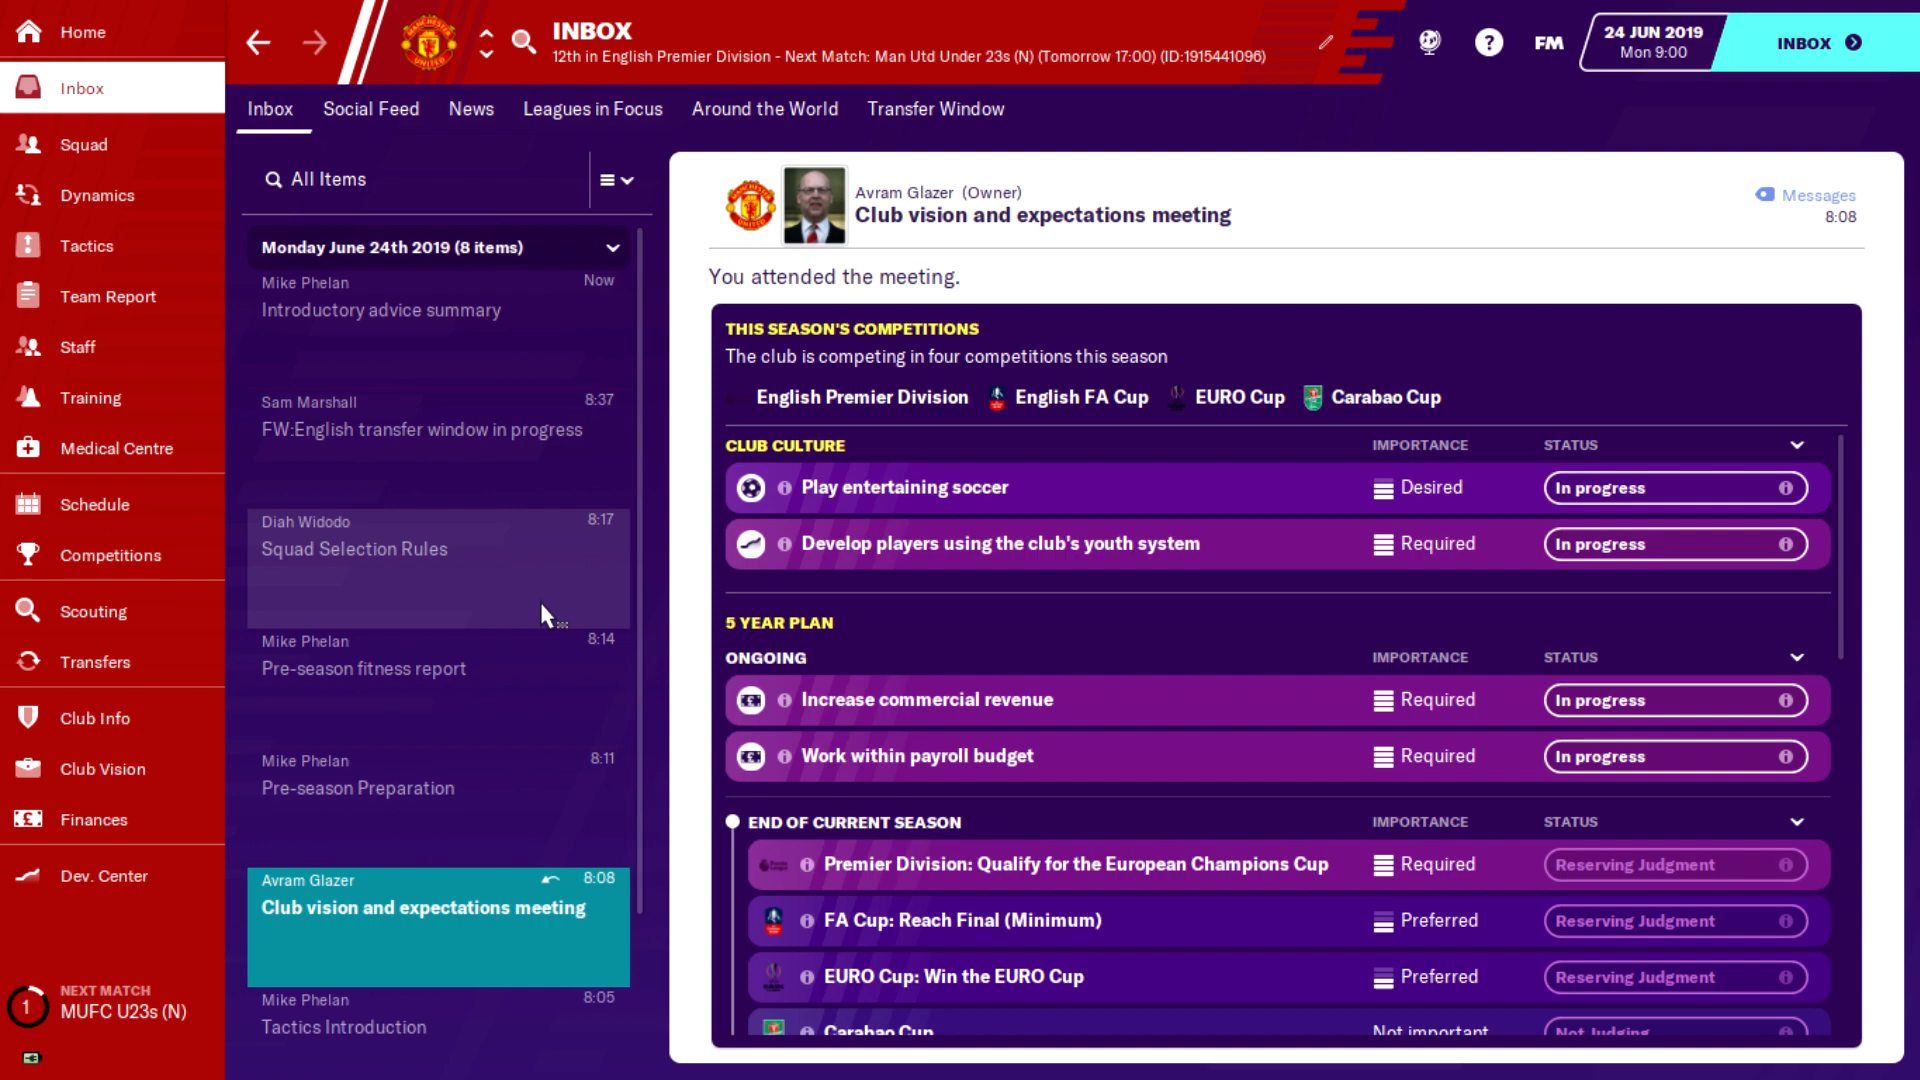 Home
Inbox
Squad
Dynamics
Tactics
Team Report
Staff
Training
Medical Centre
Schedule
Competitions
Scouting
Transfers
Club Info
Club Vision
Finances
Dev. Center
1
NEXT MATCH
MUFC U23s (N)
INBOX
12th in English Premier Division - Next Match: Man Utd Under 23s (N) (Tomorrow 17:00) (ID:1915441096)
?
FM
24 JUN 2019
Mon 9:00
INBOX
Inbox Social Feed News Leagues in Focus Around the World Transfer Window
All Items
Monday June 24th 2019 (8 items)
Mike Phelan Now
Introductory advice summary
Sam Marshall 8:37
FW:English transfer window in progress
Diah Widodo 8:17
Squad Selection Rules
Mike Phelan 8:14
Pre-season fitness report
Mike Phelan 8:11
Pre-season Preparation
Avram Glazer 8:08
Club vision and expectations meeting
Mike Phelan 8:05
Tactics Introduction
MANCHESTER UNITED
Avram Glazer (Owner)
Club vision and expectations meeting
Messages
8:08
You attended the meeting.
THIS SEASON'S COMPETITIONS
The club is competing in four competitions this season
English Premier Division English FA Cup EURO Cup Carabao Cup
CLUB CULTURE IMPORTANCE STATUS
Play entertaining soccer Desired In progress
Develop players using the club's youth system Required In progress
5 YEAR PLAN
ONGOING IMPORTANCE STATUS
Increase commercial revenue Required In progress
Work within payroll budget Required In progress
END OF CURRENT SEASON IMPORTANCE STATUS
Premier Division: Qualify for the European Champions Cup Required Reserving Judgment
FA Cup: Reach Final (Minimum) Preferred Reserving Judgment
EURO Cup: Win the EURO Cup Preferred Reserving Judgment
Carabao Cup Not important Not Judging